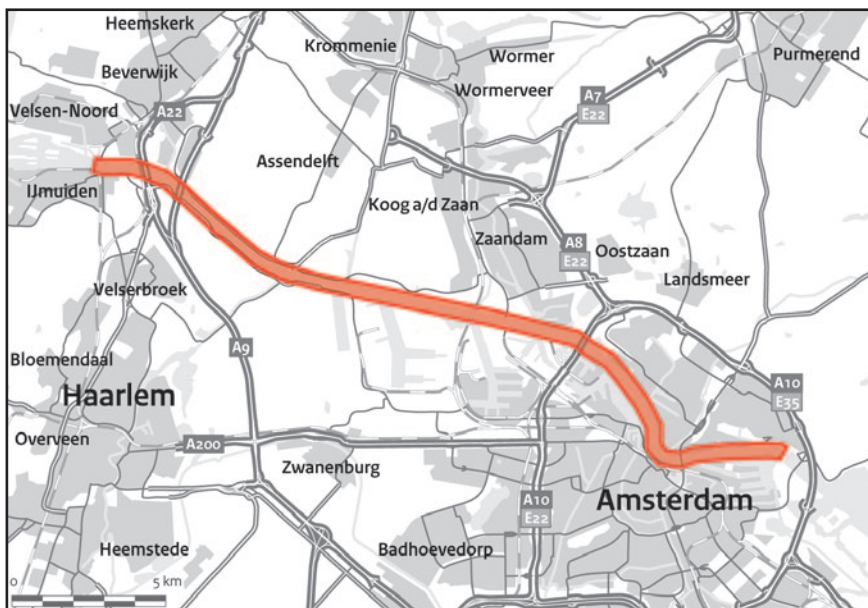 Heemskerk
Krommenie
Wormer
Purmerend
Beverwijk
Wormerveer
A7
E22
Velsen-Noord
A22
Assendelft
IJmuiden
Koog a/d Zaan
Zaandam
A8
E22
Oostzaan
Landsmeer
Velserbroek
A9
Bloemendaal
Haarlem
A10
E35
Overveen
A200
Zwanenburg
A10
E22
Amsterdam
Heemstede
Badhoevedorp
0 5 km